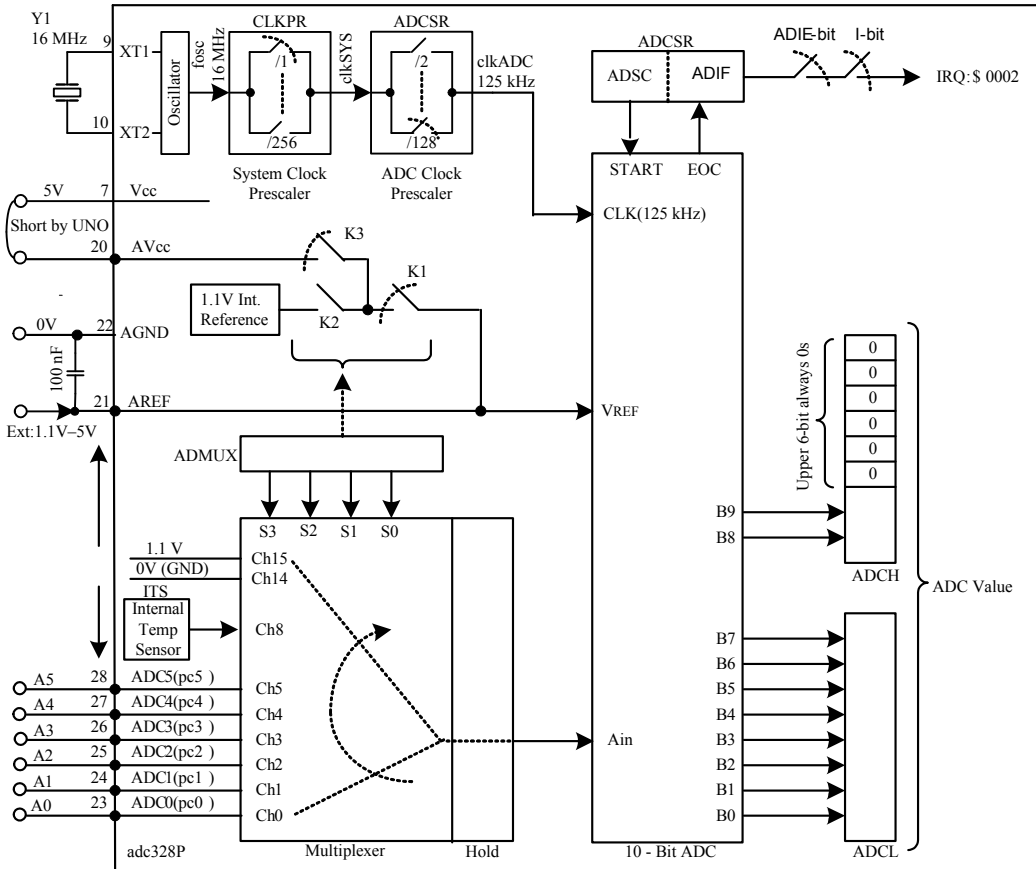 Y1
16 MHz
9
XT1
10
XT2
Oscillator
fosc
16 MHz
CLKPR
/1
/256
System Clock
Prescaler
clkSYS
ADCSR
/2
/128
ADC Clock
Prescaler
clkADC
125 kHz
ADCSR
ADSC
ADIF
ADIE-bit
I-bit
IRQ:$ 0002
START
EOC
CLK(125 kHz)
5V
7
Vcc
Short by UNO
20
AVcc
K3
K1
1.1V Int.
Reference
K2
-
0V
22
AGND
100 nF
21
AREF
Ext:1.1V–5V
VREF
ADMUX
S3 S2 S1 S0
1.1 V
Ch15
0V (GND)
Ch14
ITS
Internal
Temp
Sensor
Ch8
A5 28 ADC5(pc5 ) Ch5
A4 27 ADC4(pc4 ) Ch4
A3 26 ADC3(pc3 ) Ch3
A2 25 ADC2(pc2 ) Ch2
A1 24 ADC1(pc1 ) Ch1
A0 23 ADC0(pc0 ) Ch0
adc328P
Multiplexer
Hold
Ain
10 - Bit ADC
Upper 6-bit always 0s
0
0
0
0
0
0
B9
B8
ADCH
ADC Value
B7
B6
B5
B4
B3
B2
B1
B0
ADCL